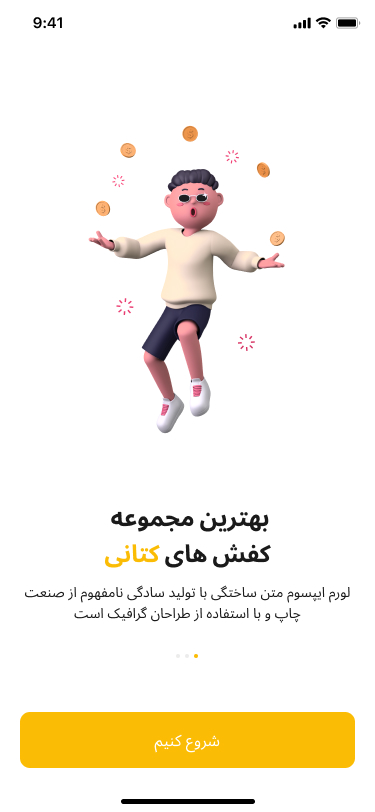 9:41
بهترین مجموعه
کفش های کتانی
لورم ایپسوم متن ساختگی با تولید سادگی نامفهوم از صنعت
چاپ و با استفاده از طراحان گرافیک است
شروع کنیم